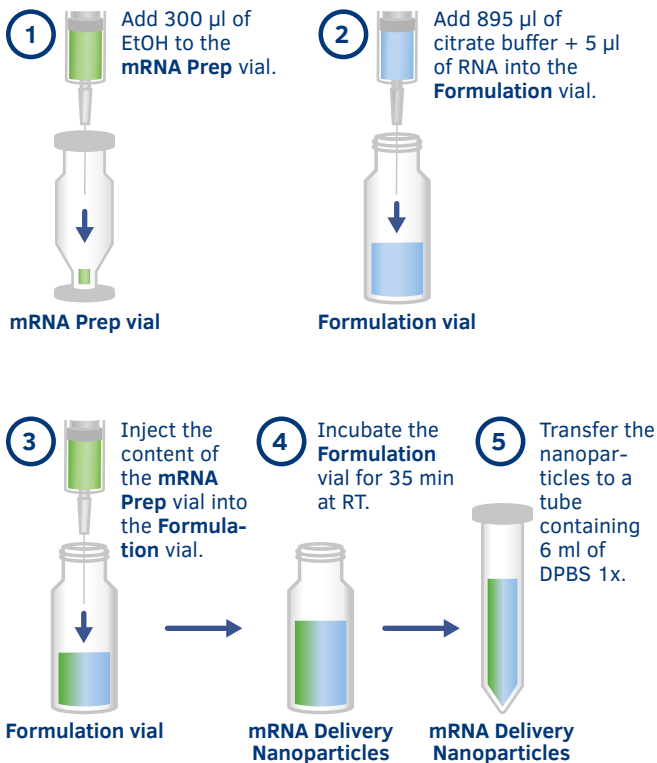 1
Add 300 µl of
EtOH to the
mRNA Prep vial.
mRNA Prep vial
2
Add 895 µl of
citrate buffer + 5 µl
of RNA into the
Formulation vial.
Formulation vial
3
Inject the
content of
the mRNA
Prep vial into
the Formula-
tion vial.
Formulation vial
4
Incubate the
Formulation
vial for 35 min
at RT.
mRNA Delivery
Nanoparticles
5
Transfer the
nanopar-
ticles to a
tube
containing
6 ml of
DPBS 1x.
mRNA Delivery
Nanoparticles